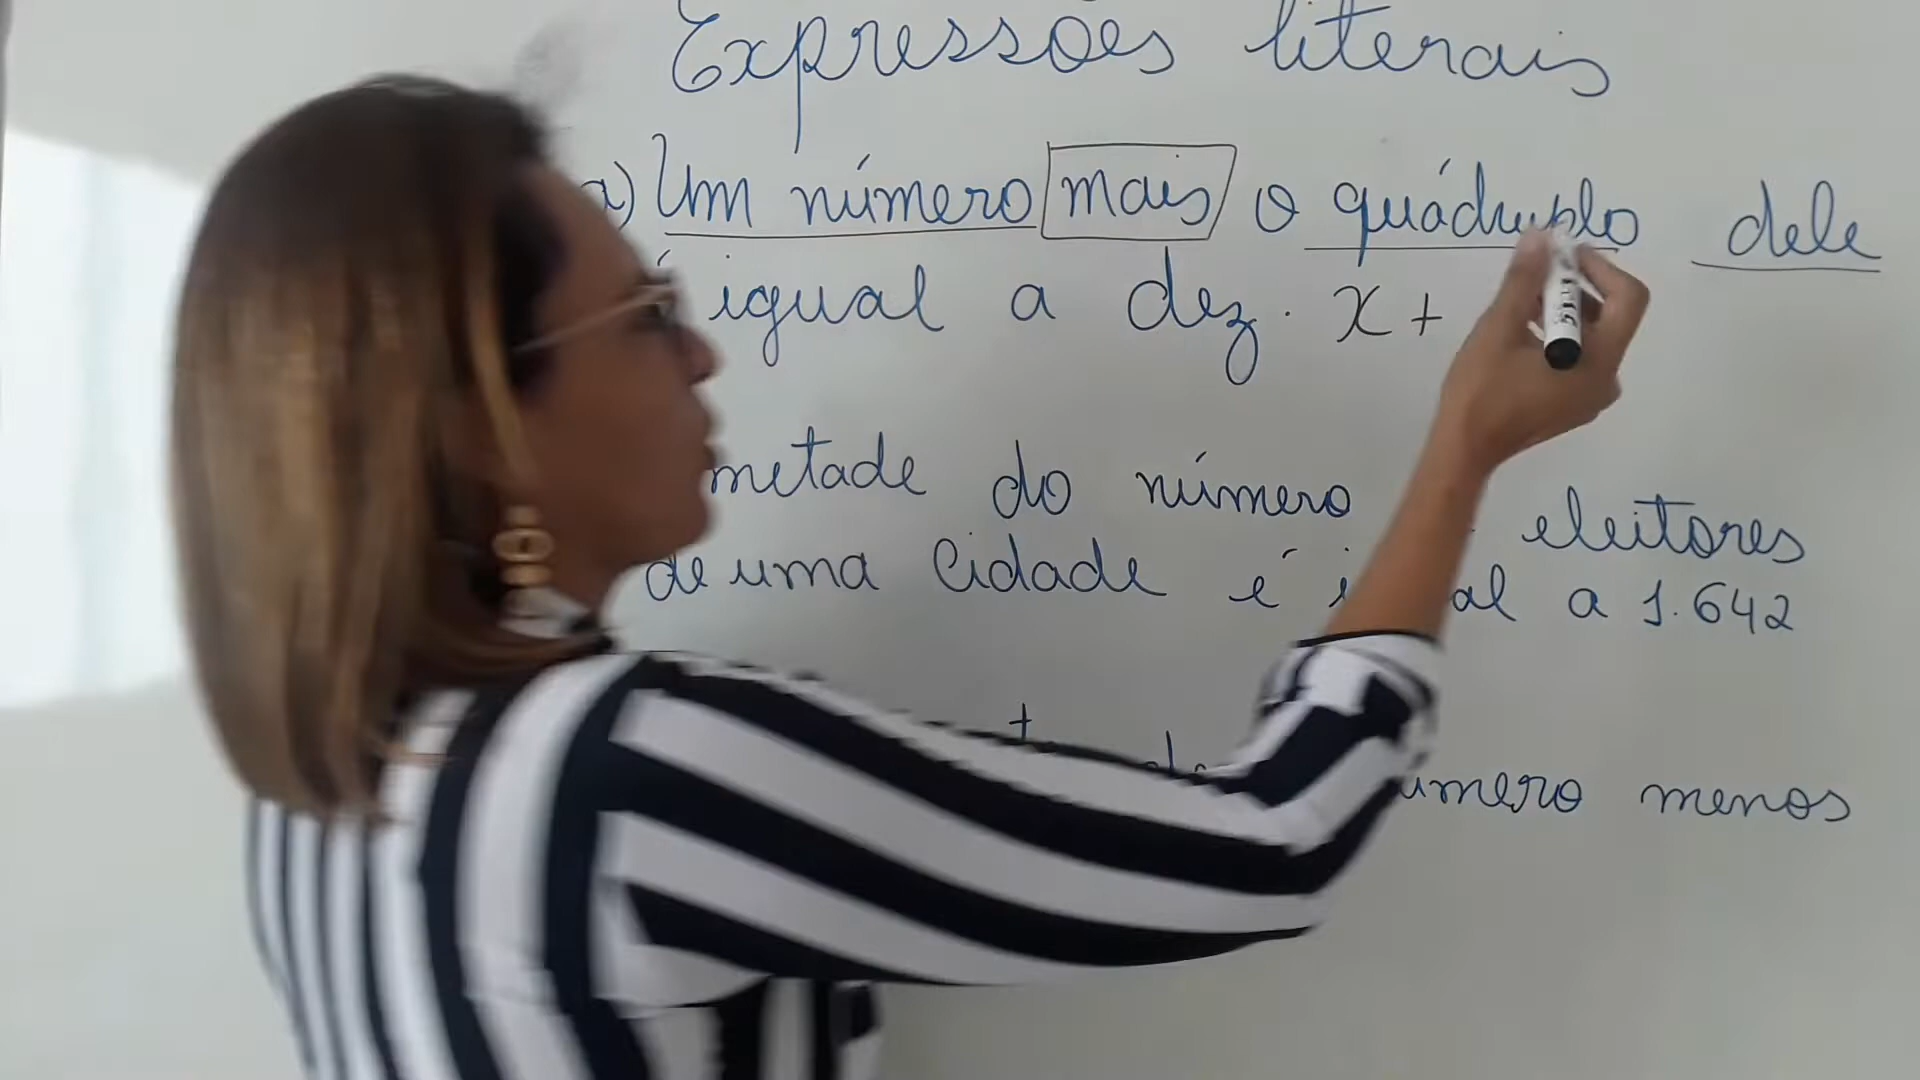 Expressões literais
a) Um número mais o quádruplo dele
é igual a dez. x +
metade do número eleitores
de uma cidade é al a 1.642
menos